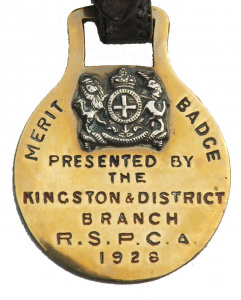 MERIT BADGE
PRESENTED BY
THE
KINGSTON & DISTRICT
BRANCH
R.S.P.C.A
1928